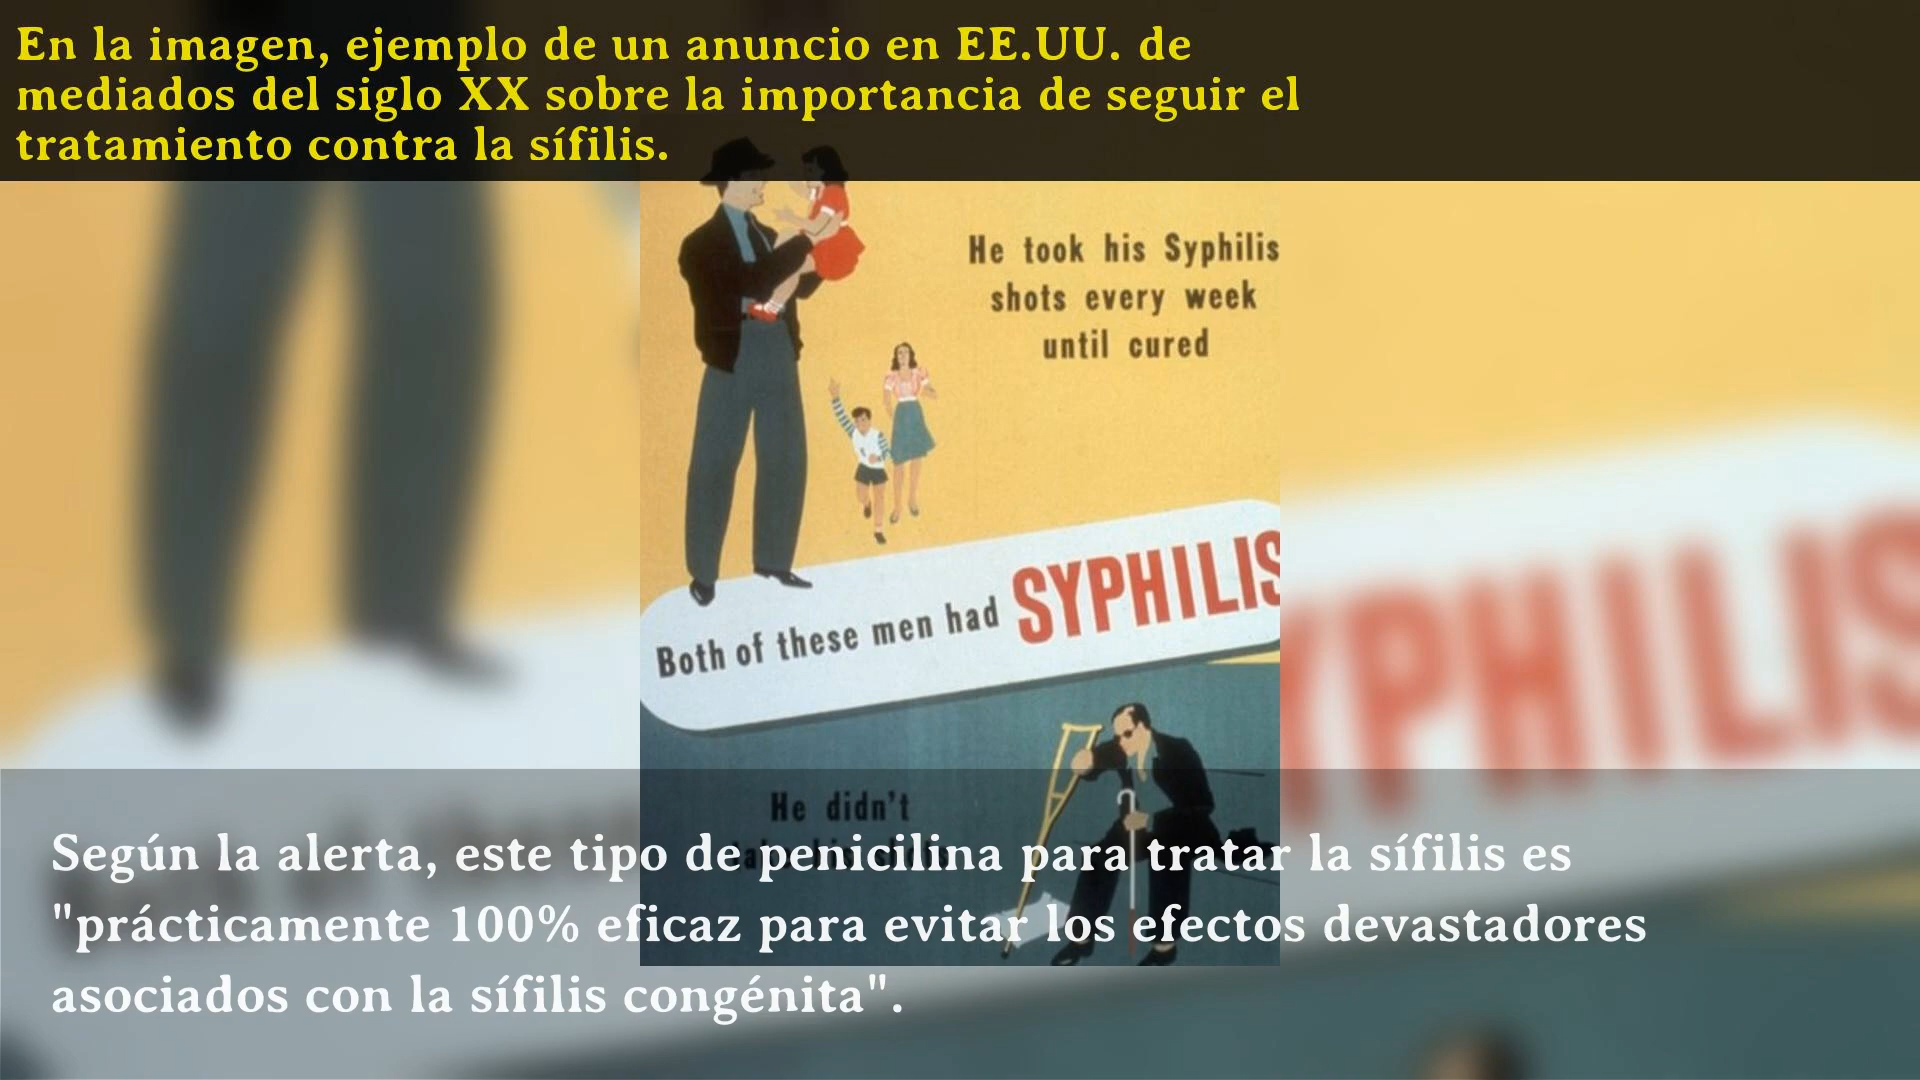 En la imagen, ejemplo de un anuncio en EE.UU. de
mediados del siglo XX sobre la importancia de seguir el
tratamiento contra la sífilis.
He took his Syphilis
shots every week
until cured
Both of these men had SYPHILIS
He didn't
Según la alerta, este tipo de penicilina para tratar la sífilis es
"prácticamente 100% eficaz para evitar los efectos devastadores
asociados con la sífilis congénita".